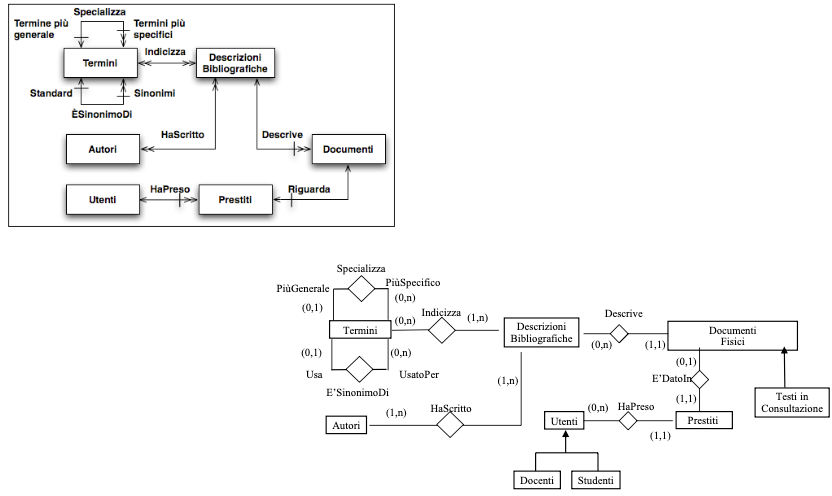 Specializza
Termine più
generale
Termini più
specifici
Indicizza
Termini
Descrizioni
Bibliografiche
Standard
Sinonimi
ÈSinonimoDi
HaScritto
Descrive
Autori
Documenti
HaPreso
Riguarda
Utenti
Prestiti
Specializza
PiùGenerale
PiùSpecifico
(0,1)
(0,n)
Indicizza
(0,n)
(1,n)
Termini
Descrizioni
Bibliografiche
Descrive
(0,n)
(1,1)
Documenti
Fisici
(0,1)
(0,n)
(0,1)
Usa
UsatoPer
E'SinonimoDi
(1,n)
E'DatoIn
(1,1)
Testi in
Consultazione
(1,n)
HaScritto
Autori
(0,n)
HaPreso
(1,1)
Utenti
Prestiti
Docenti
Studenti